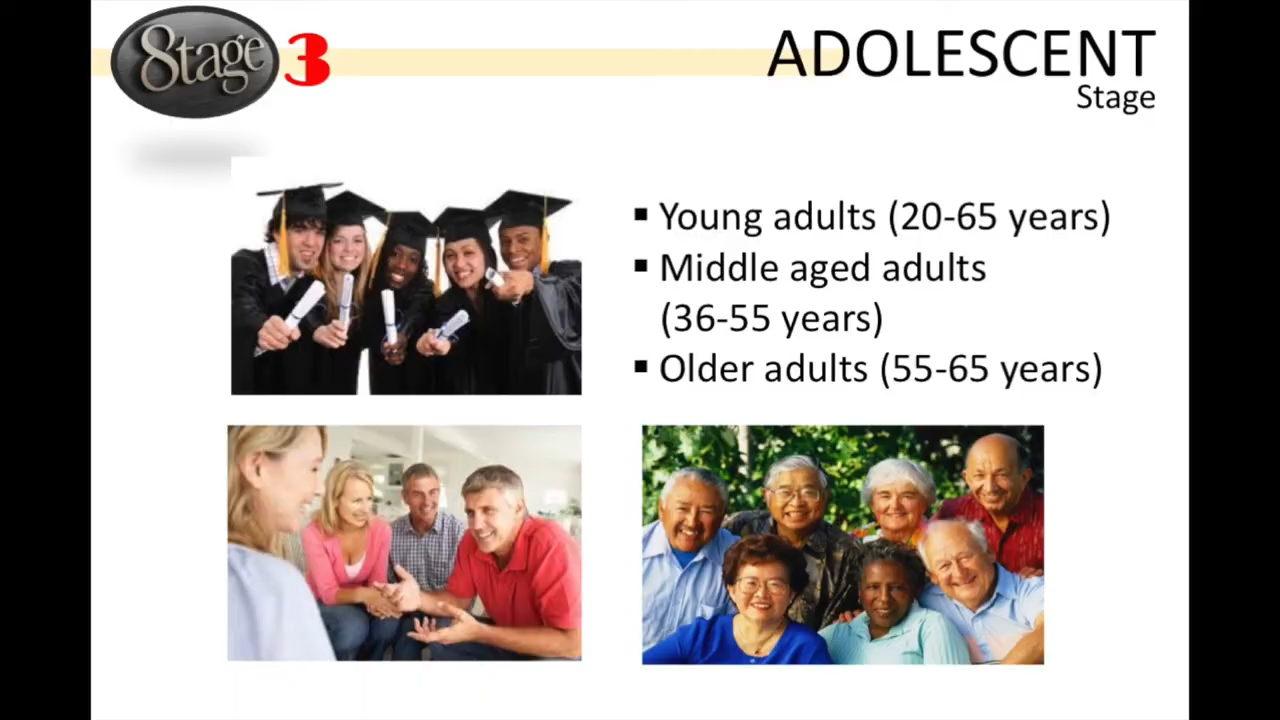 Stage 3
ADOLESCENT
Stage
▪ Young adults (20-65 years)
▪ Middle aged adults
(36-55 years)
▪ Older adults (55-65 years)